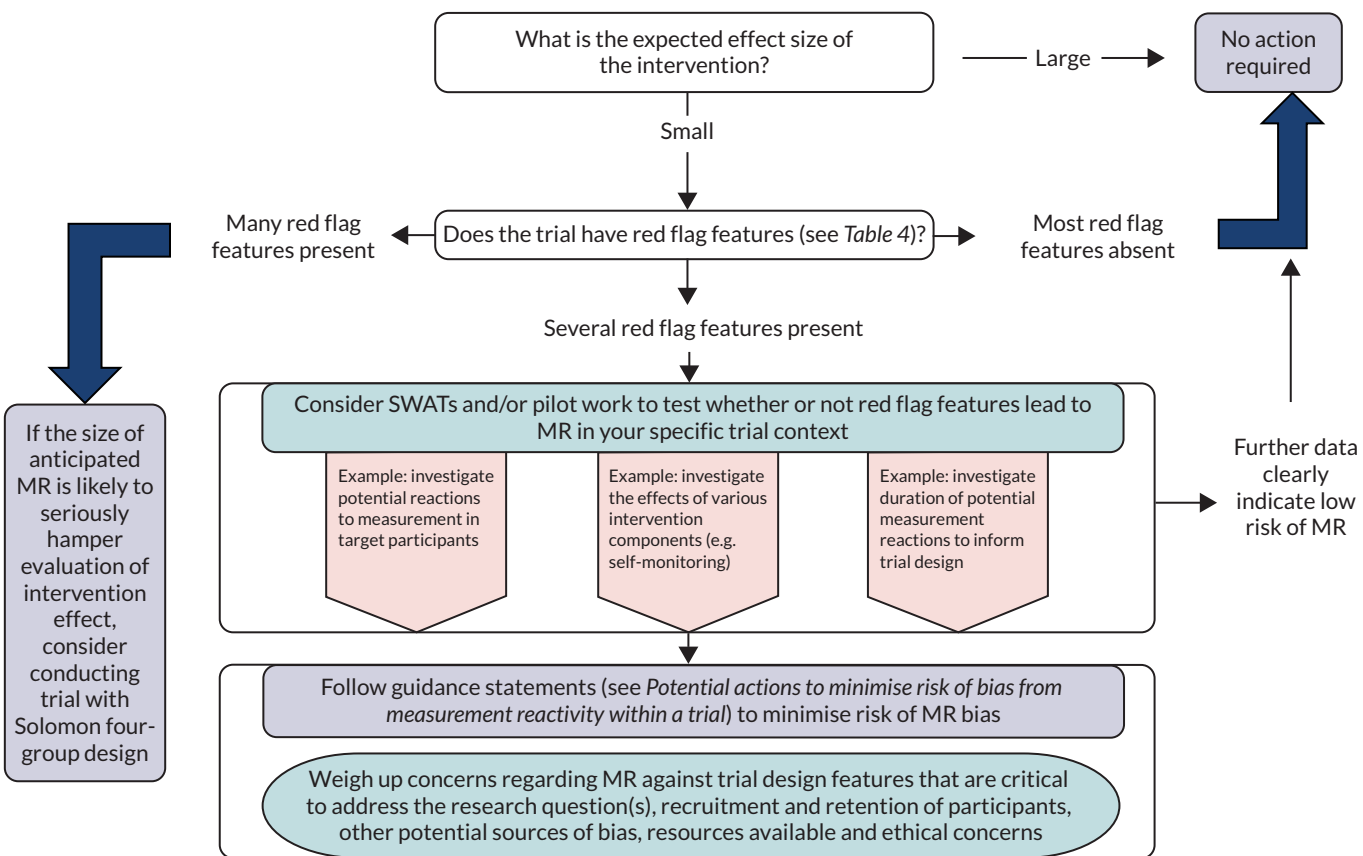 What is the expected effect size of
the intervention?
Large
No action
required
Small
Many red flag
features present
Does the trial have red flag features (see Table 4)?
Most red flag
features absent
Several red flag features present
Consider SWATs and/or pilot work to test whether or not red flag features lead to
MR in your specific trial context
Example: investigate
potential reactions
to measurement in
target participants
Example: investigate
the effects of various
intervention
components (e.g.
self-monitoring)
Example: investigate
duration of potential
measurement
reactions to inform
trial design
Further data
clearly
indicate low
risk of MR
If the size of
anticipated
MR is likely to
seriously
hamper
evaluation of
intervention
effect,
consider
conducting
trial with
Solomon four-
group design
Follow guidance statements (see Potential actions to minimise risk of bias from
measurement reactivity within a trial) to minimise risk of MR bias
Weigh up concerns regarding MR against trial design features that are critical
to address the research question(s), recruitment and retention of participants,
other potential sources of bias, resources available and ethical concerns